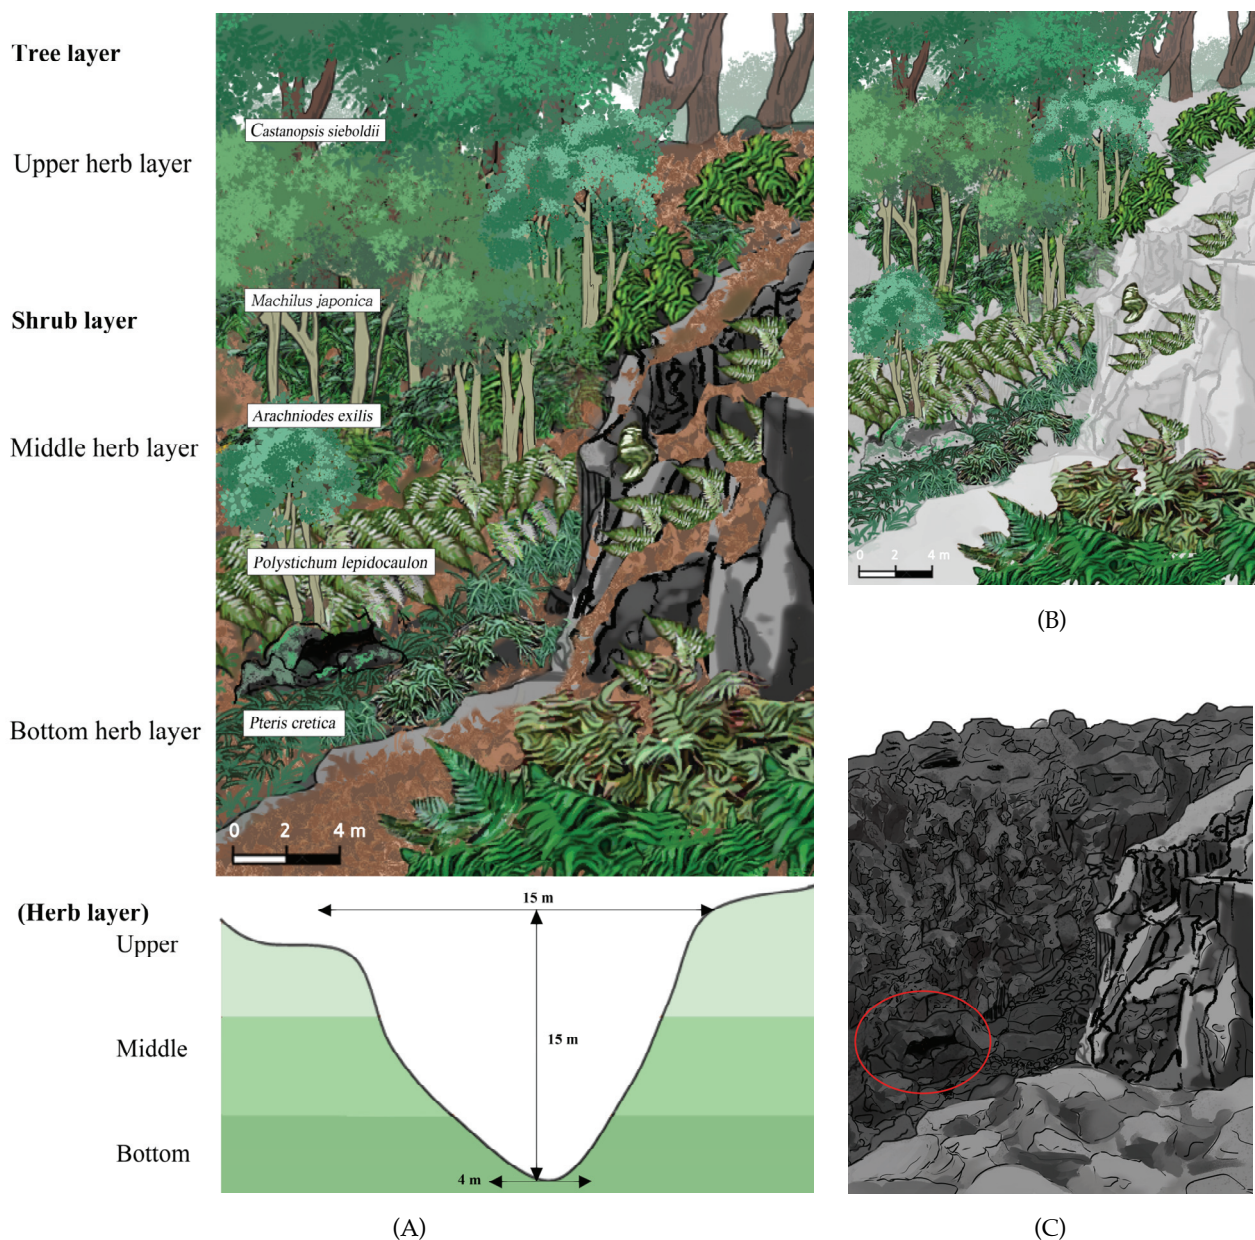 Tree layer
Castanopsis sieboldii
Upper herb layer
Machilus japonica
Shrub layer
Arachniodes exilis
Middle herb layer
Polystichum lepidocaulon
Bottom herb layer
Pteris cretica
0 2 4 m
(Herb layer)
Upper
Middle
Bottom
15 m
15 m
4 m
(A)
0 2 4 m
(B)
(C)